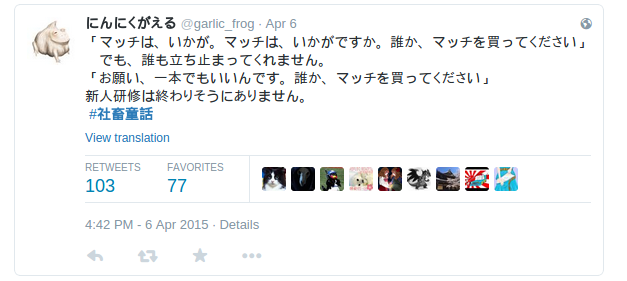 にんにくがえる @garlic_frog · Apr 6
「マッチは、いかが。マッチは、いかがですか。誰か、マッチを買ってください」
でも、誰も立ち止まってくれません。
「お願い、一本でもいいんです。誰か、マッチを買ってください」
新人研修は終わりそうにありません。
#社畜童話
View translation
RETWEETS FAVORITES
103 77
4:42 PM - 6 Apr 2015 · Details